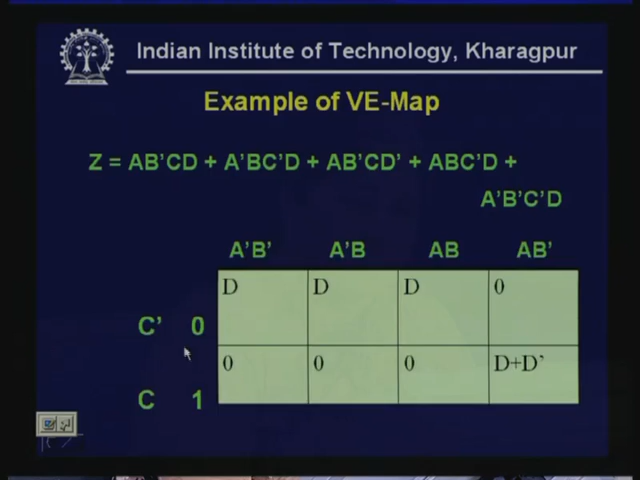 Indian Institute of Technology, Kharagpur
Example of VE-Map
Z = AB'CD + A'BC'D + AB'CD' + ABC'D +
A'B'C'D
A'B' A'B AB AB'
D D D 0
C' 0
0 0 0 D+D'
C 1